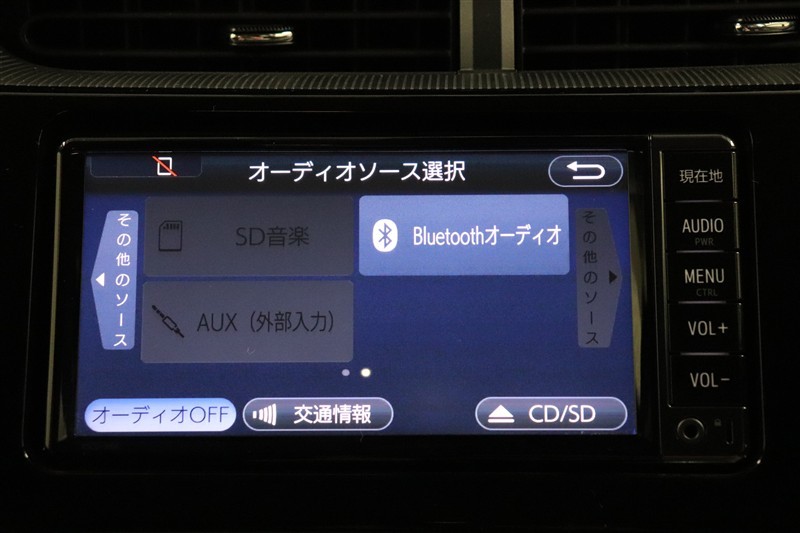 オーディオソース選択
その他のソース
SD音楽
Bluetoothオーディオ
その他のソース
AUX（外部入力）
オーディオOFF
交通情報
CD/SD
現在地
AUDIO
PWR
MENU
CTRL
VOL+
VOL−